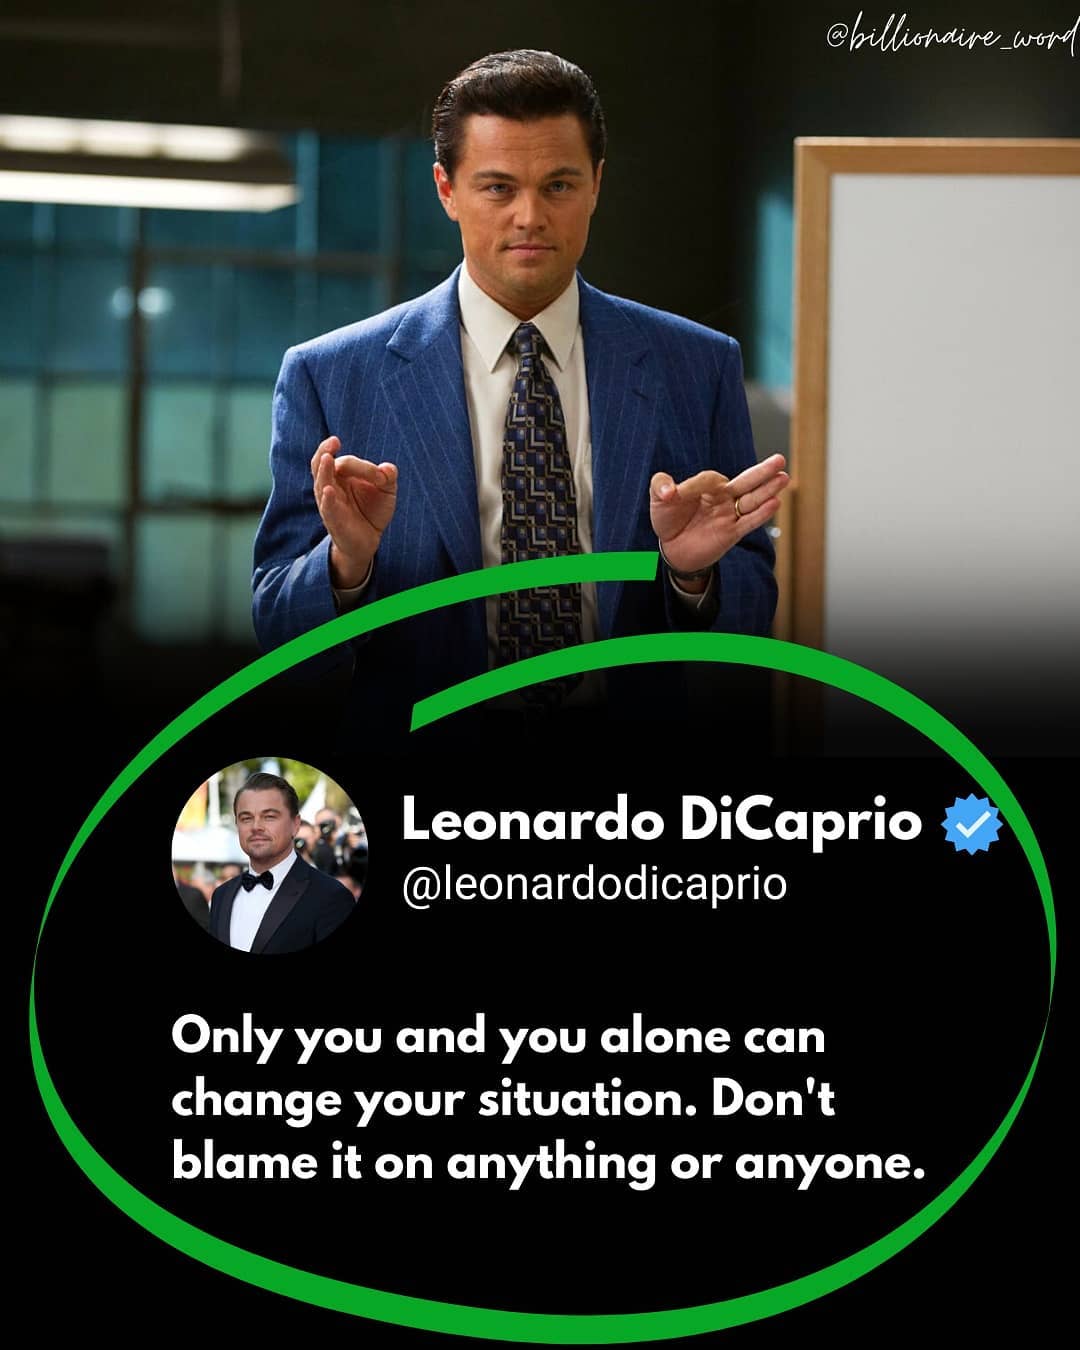 @billionaire_word
Leonardo DiCaprio
@leonardodicaprio
Only you and you alone can
change your situation. Don't
blame it on anything or anyone.